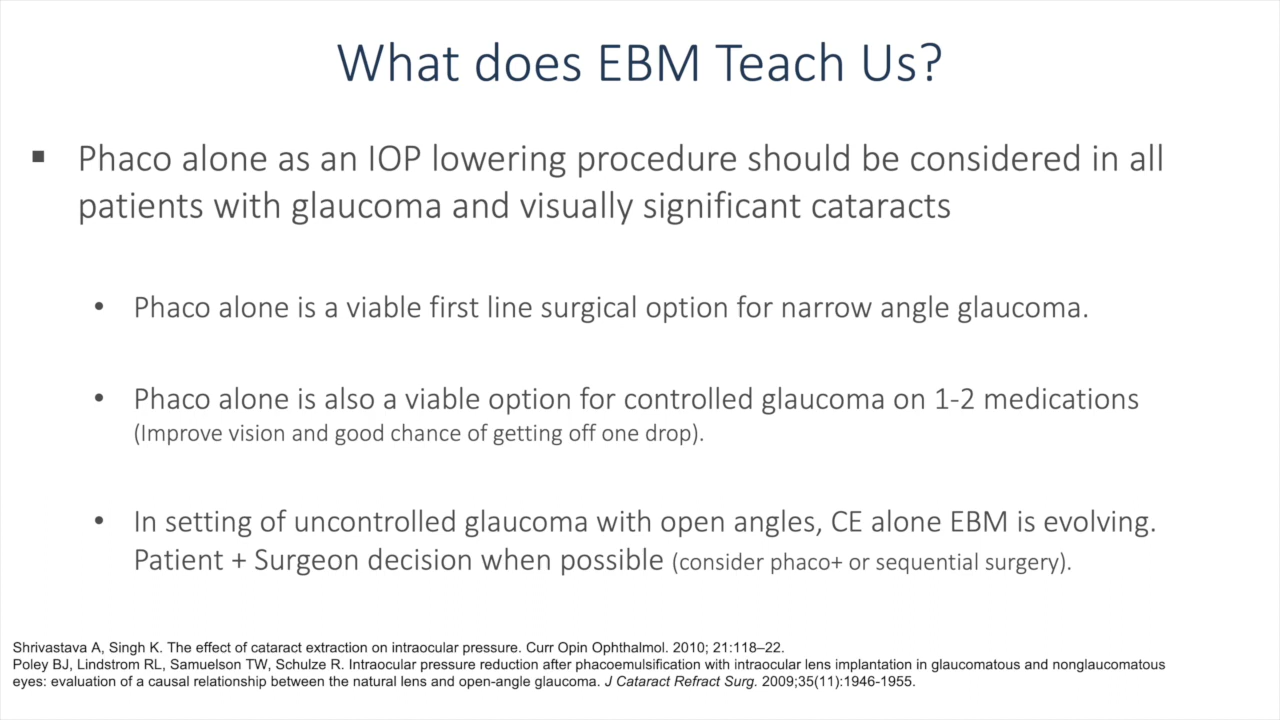 What does EBM Teach Us?
▪ Phaco alone as an IOP lowering procedure should be considered in all
patients with glaucoma and visually significant cataracts
• Phaco alone is a viable first line surgical option for narrow angle glaucoma.
• Phaco alone is also a viable option for controlled glaucoma on 1-2 medications
(Improve vision and good chance of getting off one drop).
• In setting of uncontrolled glaucoma with open angles, CE alone EBM is evolving.
Patient + Surgeon decision when possible (consider phaco+ or sequential surgery).
Shrivastava A, Singh K. The effect of cataract extraction on intraocular pressure. Curr Opin Ophthalmol. 2010; 21:118–22.
Poley BJ, Lindstrom RL, Samuelson TW, Schulze R. Intraocular pressure reduction after phacoemulsification with intraocular lens implantation in glaucomatous and nonglaucomatous
eyes: evaluation of a causal relationship between the natural lens and open-angle glaucoma. J Cataract Refract Surg. 2009;35(11):1946-1955.